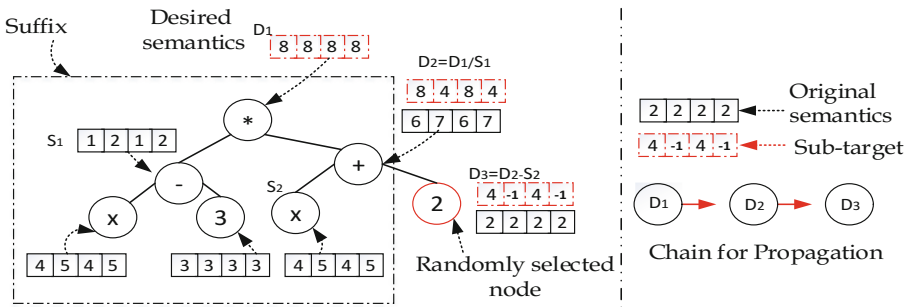 Suffix
Desired
semantics
D1
8 8 8 8
D2=D1/S1
8 4 8 4
6 7 6 7
*
S1
1 2 1 2
-
+
S2
D3=D2-S2
4 -1 4 -1
2 2 2 2
x
3
x
2
4 5 4 5
3 3 3 3
4 5 4 5
Randomly selected
node
2 2 2 2
Original
semantics
4 -1 4 -1
Sub-target
D1
D2
D3
Chain for Propagation